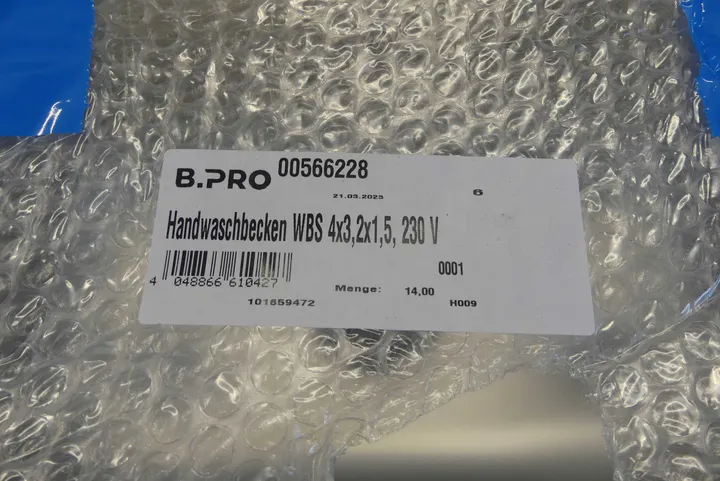 B.PRO 00566228
21.03.2023 6
Handwaschbecken WBS 4x3,2x1,5, 230 V
0001
4 048866 610427
Menge: 14,00
101659472 H009